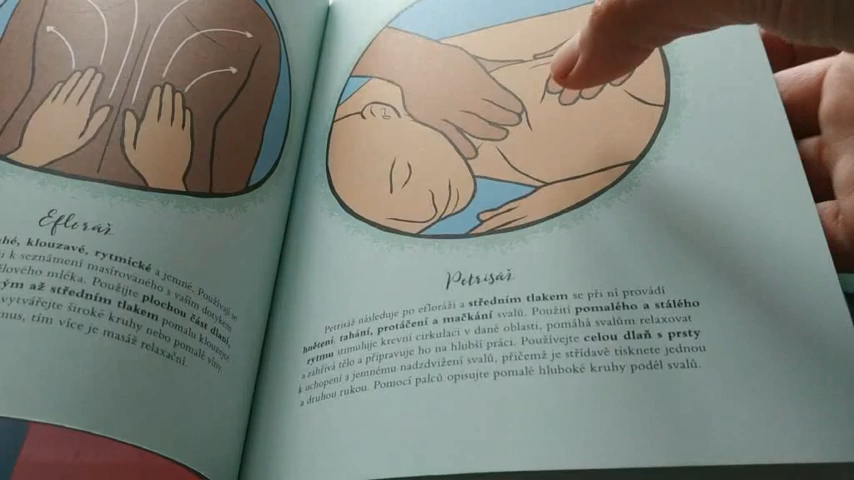 Efloráž
hé, klouzavé, rytmické a jemné. Používají se
k seznámení masírovaného s vaším dotykem
lového mléka. Použijte plochou část dlaní,
ým až středním tlakem pomalu klouzejte
vytvářejte široké kruhy nebo pomalé vlny,
mus, tím více je masáž relaxační.
Petrisáž
Petrisáž následuje po efloráži a středním tlakem se při ní provádí
hnětení, tahání, protáčení a mačkání svalů. Použití pomalého a stálého
rytmu stimuluje krevní cirkulaci v dané oblasti, pomáhá svalům relaxovat
a zahřívá tělo a připravuje ho na hlubší práci. Používejte celou dlaň s prsty
k uchopení a jemnému nadzdvižení svalů, přičemž je střídavě tisknete jednou
a druhou rukou. Pomocí palců opisujte pomalé hluboké kruhy podél svalů.